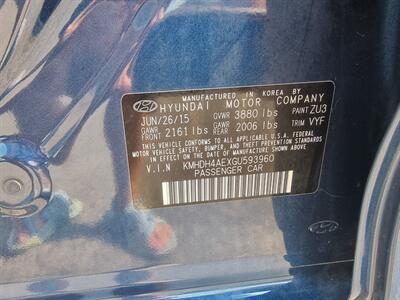 MANUFACTURED IN KOREA BY
HYUNDAI MOTOR COMPANY
JUN/26/15 GVWR 3880 lbs PAINT ZU3
GAWR FRONT 2161 lbs GAWR REAR 2006 lbs TRIM VYF
THIS VEHICLE CONFORMS TO ALL APPLICABLE U.S.A. FEDERAL
MOTOR VEHICLE SAFETY, BUMPER, AND THEFT PREVENTION
STANDARDS IN EFFECT ON THE DATE OF MANUFACTURE SHOWN ABOVE.
V.I.N KMHDH4AEXGU593960
PASSENGER CAR